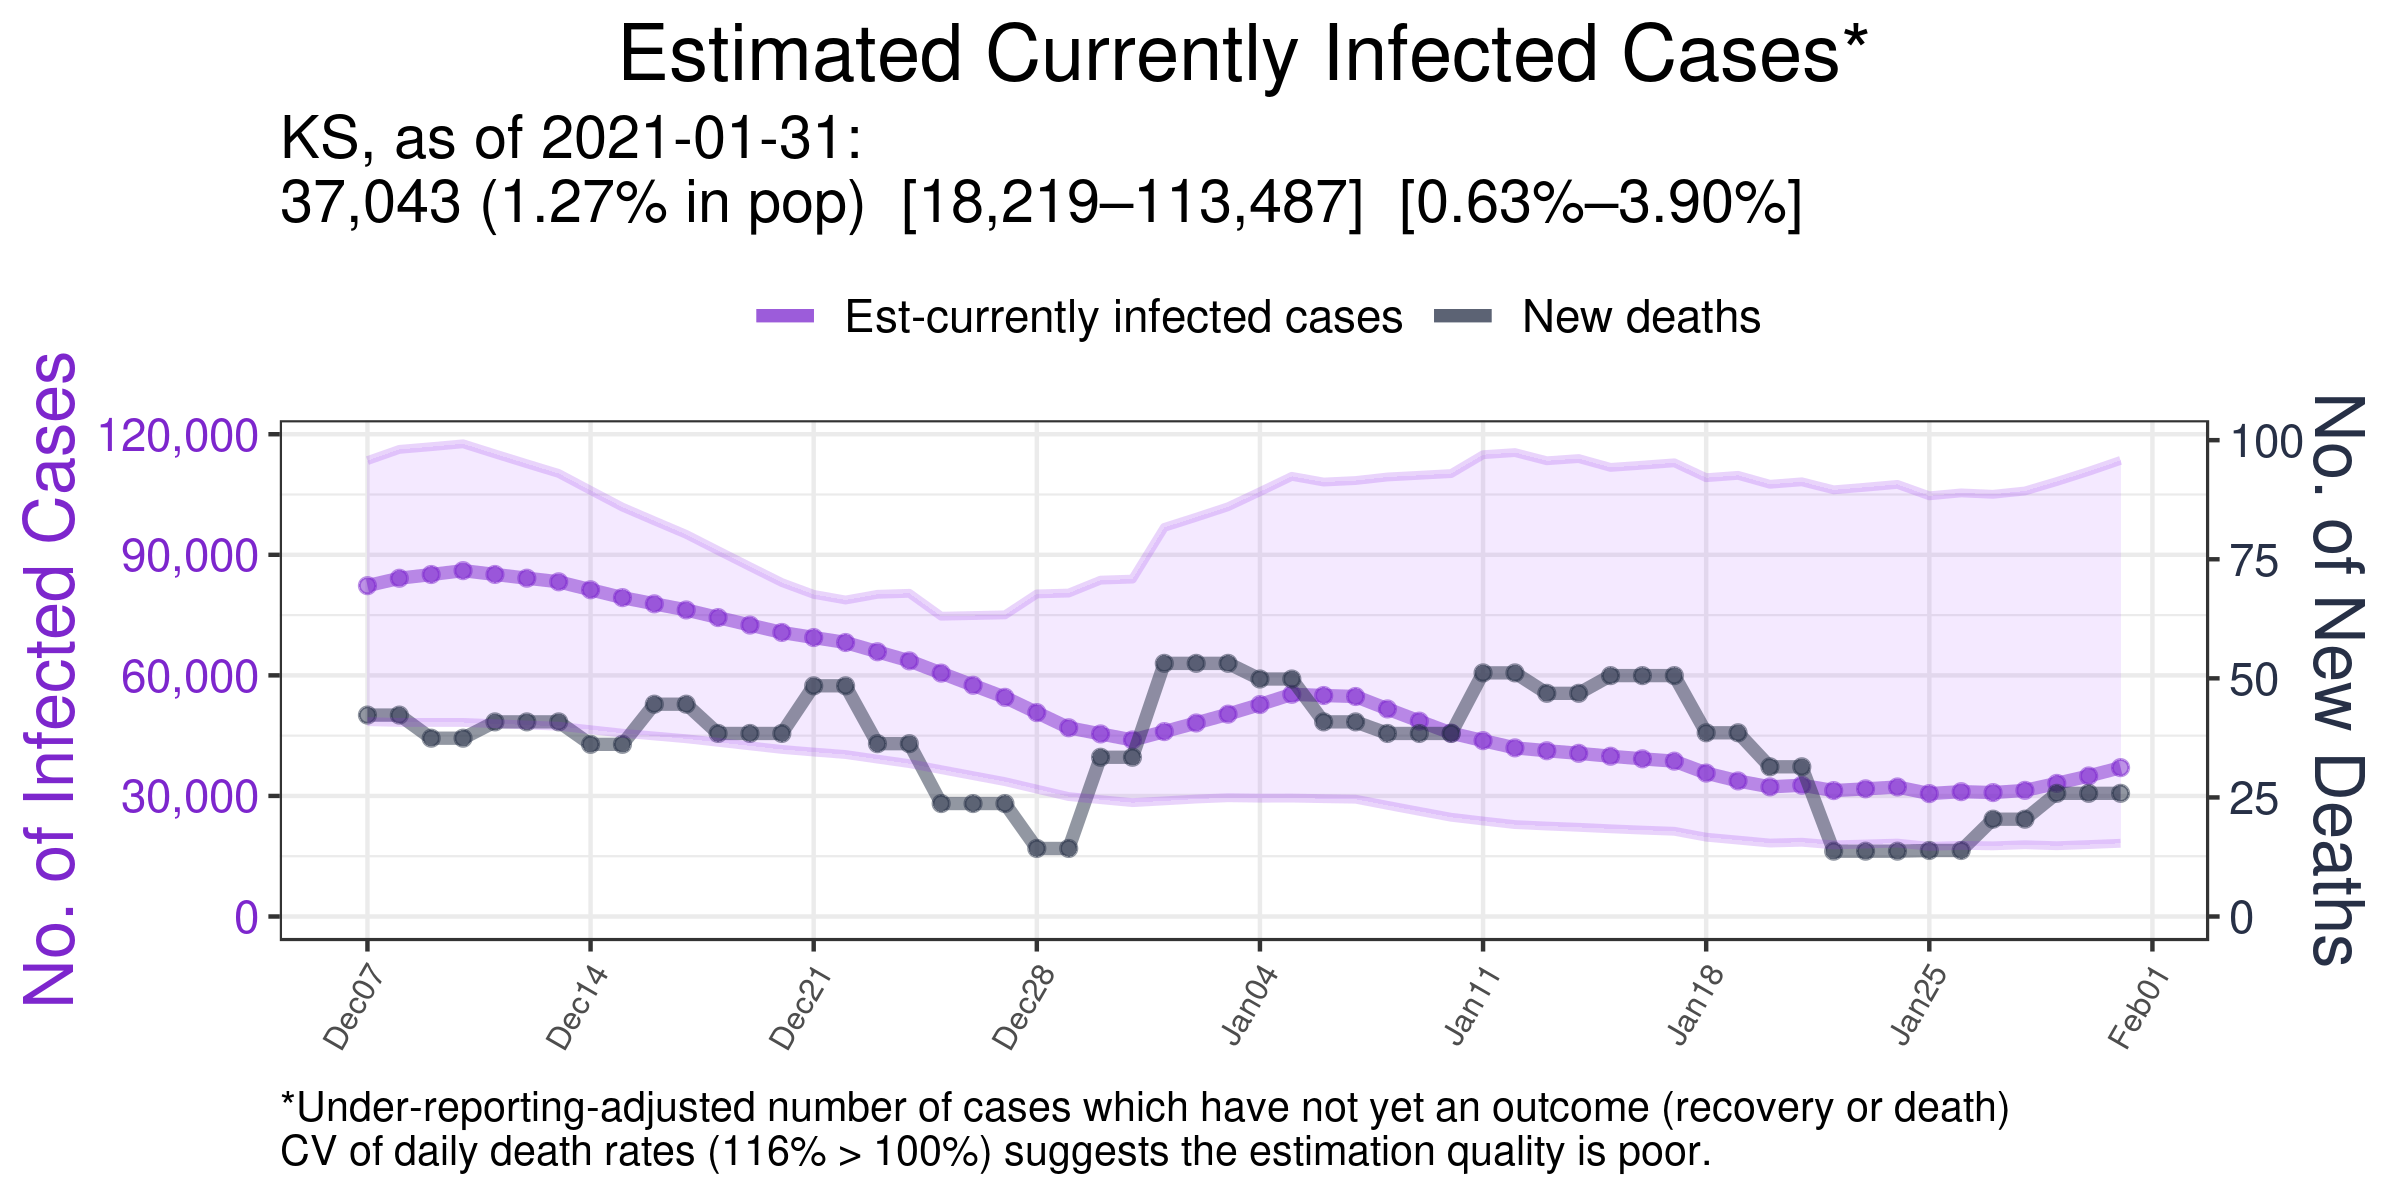 Estimated Currently Infected Cases*
KS, as of 2021-01-31:
37,043 (1.27% in pop)  [18,219–113,487]  [0.63%–3.90%]
Est-currently infected cases
New deaths
No. of Infected Cases
120,000
90,000
60,000
30,000
0
100
75
50
25
0
No. of New Deaths
Dec07
Dec14
Dec21
Dec28
Jan04
Jan11
Jan18
Jan25
Feb01
*Under-reporting-adjusted number of cases which have not yet an outcome (recovery or death)
CV of daily death rates (116% > 100%) suggests the estimation quality is poor.